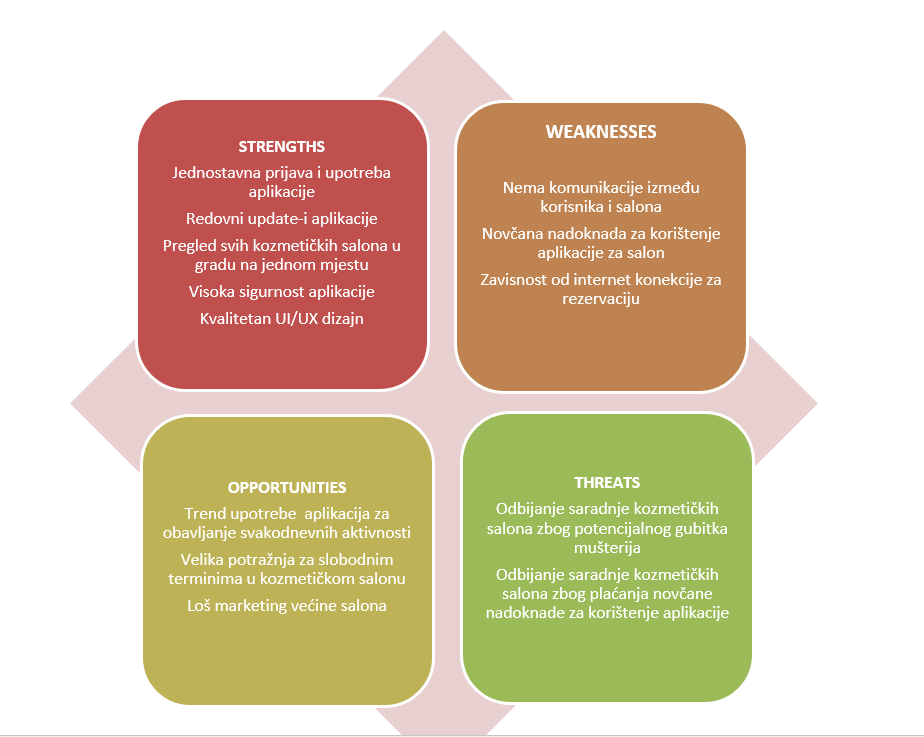 STRENGTHS
Jednostavna prijava i upotreba
aplikacije
Redovni update-i aplikacije
Pregled svih kozmetičkih salona u
gradu na jednom mjestu
Visoka sigurnost aplikacije
Kvalitetan UI/UX dizajn
WEAKNESSES
Nema komunikacije između
korisnika i salona
Novčana nadoknada za korištenje
aplikacije za salon
Zavisnost od internet konekcije za
rezervaciju
OPPORTUNITIES
Trend upotrebe  aplikacija za
obavljanje svakodnevnih aktivnosti
Velika potražnja za slobodnim
terminima u kozmetičkom salonu
Loš marketing većine salona
THREATS
Odbijanje saradnje kozmetičkih
salona zbog potencijalnog gubitka
mušterija
Odbijanje saradnje kozmetičkih
salona zbog plaćanja novčane
nadoknade za korištenje aplikacije